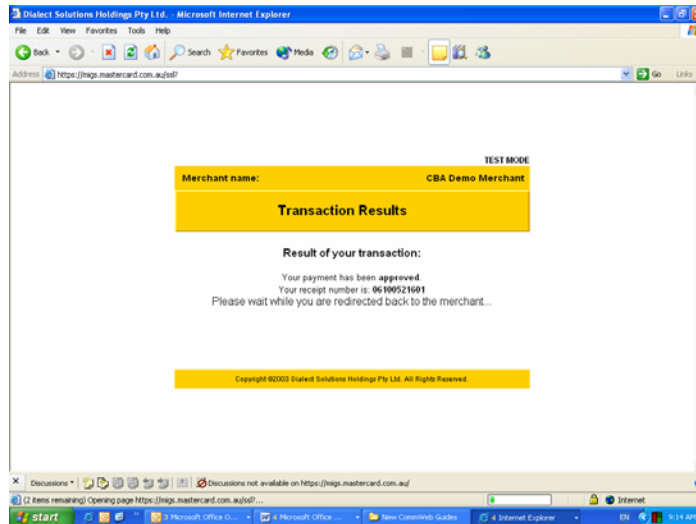 Dialect Solutions Holdings Pty Ltd. - Microsoft Internet Explorer
File Edit View Favorites Tools Help
Back Search Favorites Media
Address https://migs.mastercard.com.au/ssl? Go Links
TEST MODE
Merchant name: CBA Demo Merchant
Transaction Results
Result of your transaction:
Your payment has been approved.
Your receipt number is: 06100521601
Please wait while you are redirected back to the merchant...
Copyright ©2003 Dialect Solutions Holdings Pty Ltd. All Rights Reserved.
Discussions Discussions not available on https://migs.mastercard.com.au/
(2 items remaining) Opening page https://migs.mastercard.com.au/ssl?... Internet
start 3 Microsoft Office O... 4 Microsoft Office ... New CommWeb Guides 4 Internet Explorer EN 9:14 AM